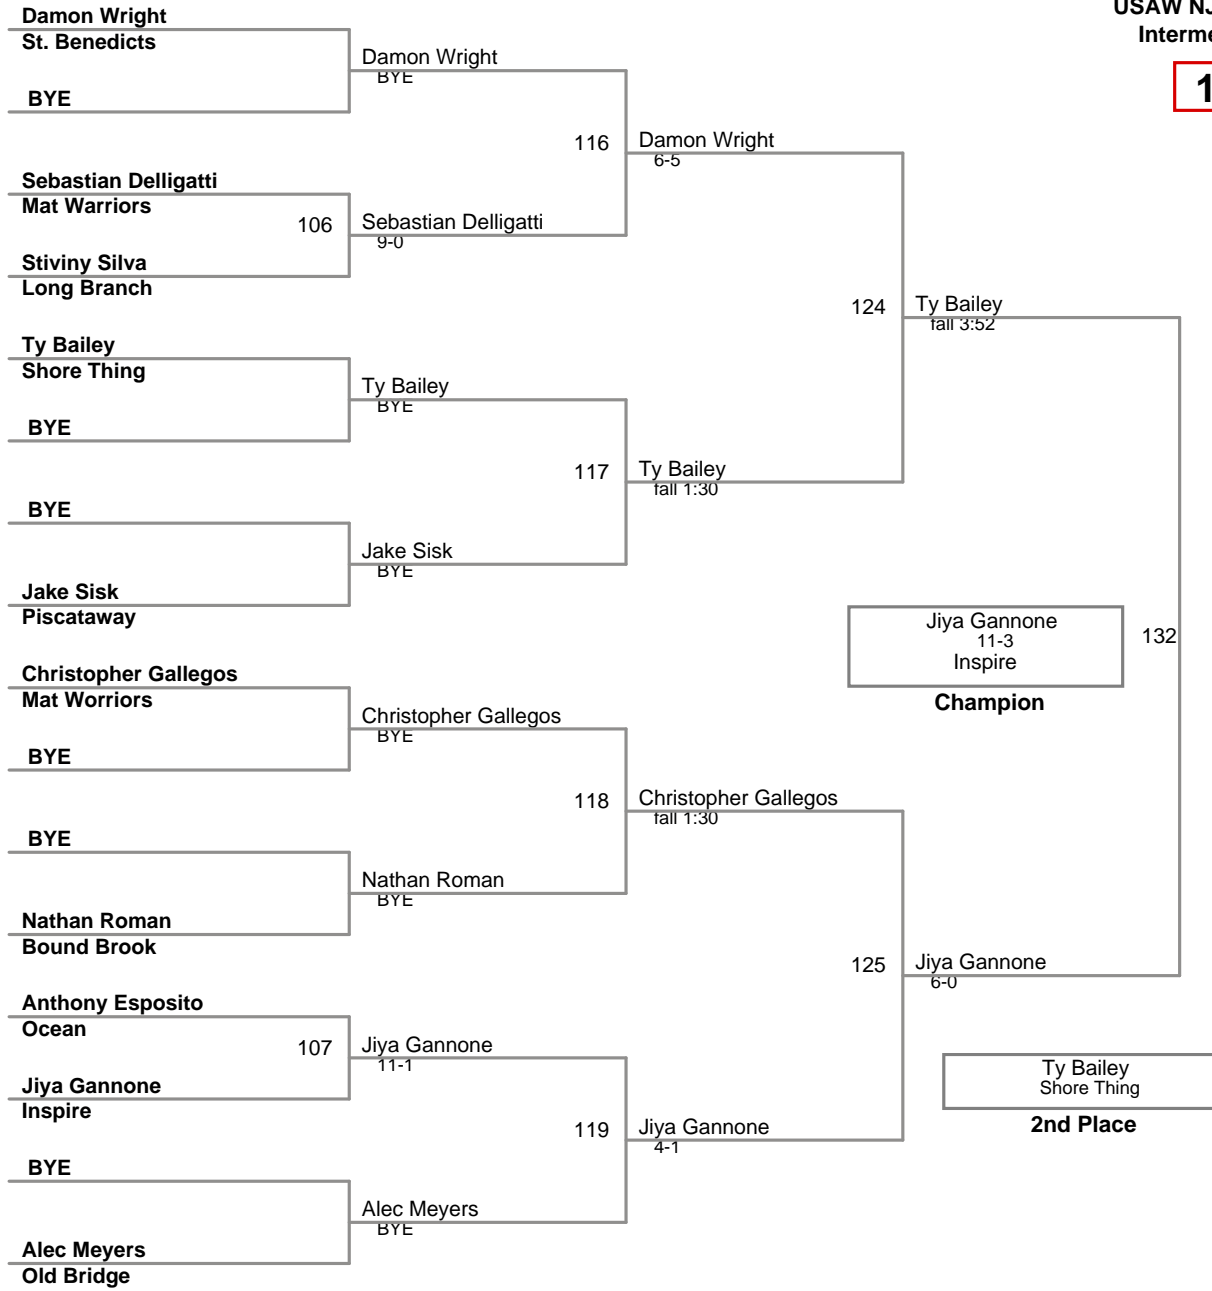 USAW NJ
Interme
1
Damon Wright
St. Benedicts
BYE
Sebastian Delligatti
Mat Warriors
Stiviny Silva
Long Branch
Ty Bailey
Shore Thing
BYE
BYE
Jake Sisk
Piscataway
Christopher Gallegos
Mat Worriors
BYE
BYE
Nathan Roman
Bound Brook
Anthony Esposito
Ocean
Jiya Gannone
Inspire
BYE
Alec Meyers
Old Bridge
Damon Wright
BYE
106
Sebastian Delligatti
9-0
Ty Bailey
BYE
Jake Sisk
BYE
Christopher Gallegos
BYE
Nathan Roman
BYE
107
Jiya Gannone
11-1
Alec Meyers
BYE
116
Damon Wright
6-5
117
Ty Bailey
fall 1:30
118
Christopher Gallegos
fall 1:30
119
Jiya Gannone
4-1
124
Ty Bailey
fall 3:52
125
Jiya Gannone
6-0
132
Jiya Gannone
11-3
Inspire
Champion
Ty Bailey
Shore Thing
2nd Place